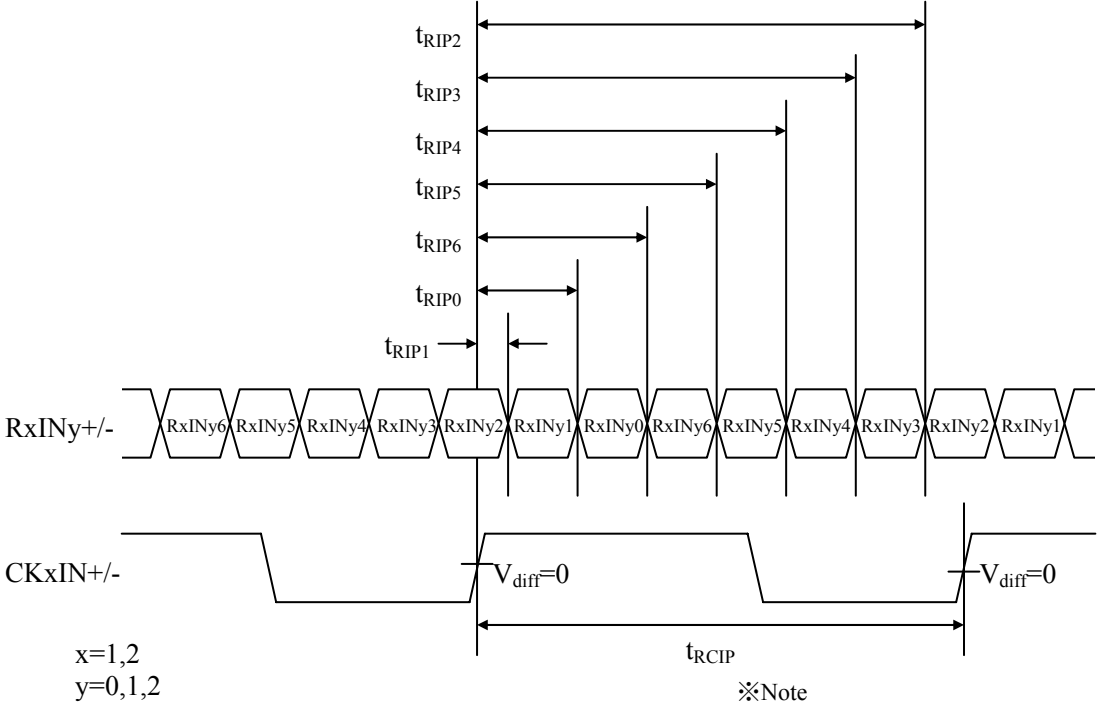 tRIP2
tRIP3
tRIP4
tRIP5
tRIP6
tRIP0
tRIP1
RxINy+/-
RxINy6 RxINy5 RxINy4 RxINy3 RxINy2 RxINy1 RxINy0 RxINy6 RxINy5 RxINy4 RxINy3 RxINy2 RxINy1
CKxIN+/-
Vdiff=0 Vdiff=0
tRCIP
x=1,2
y=0,1,2
※Note